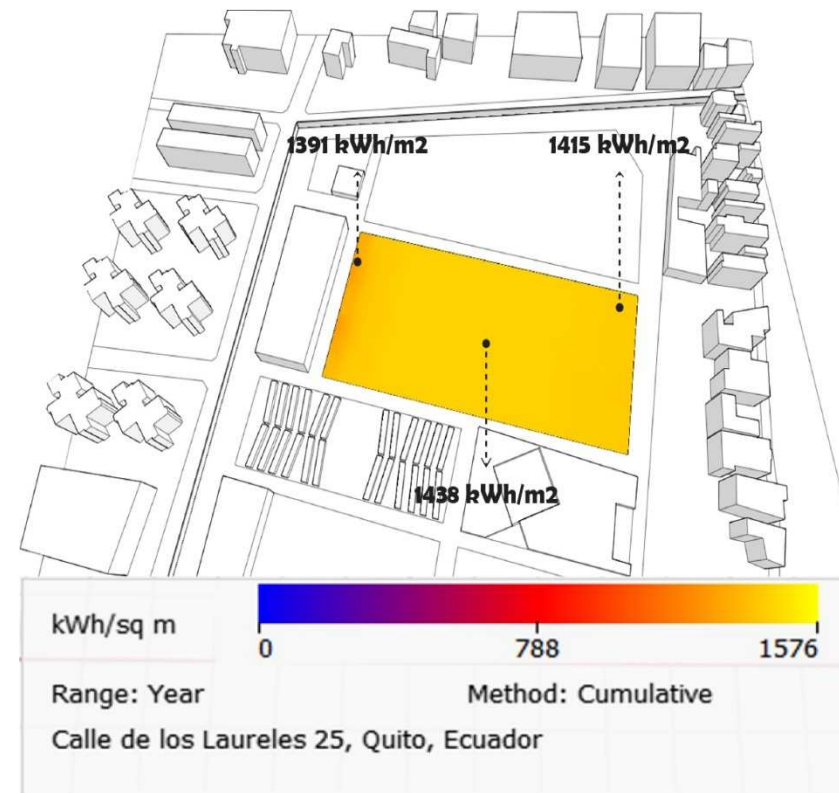 1391 kWh/m2
1415 kWh/m2
1438 kWh/m2
kWh/sq m
0
788
1576
Range: Year
Method: Cumulative
Calle de los Laureles 25, Quito, Ecuador